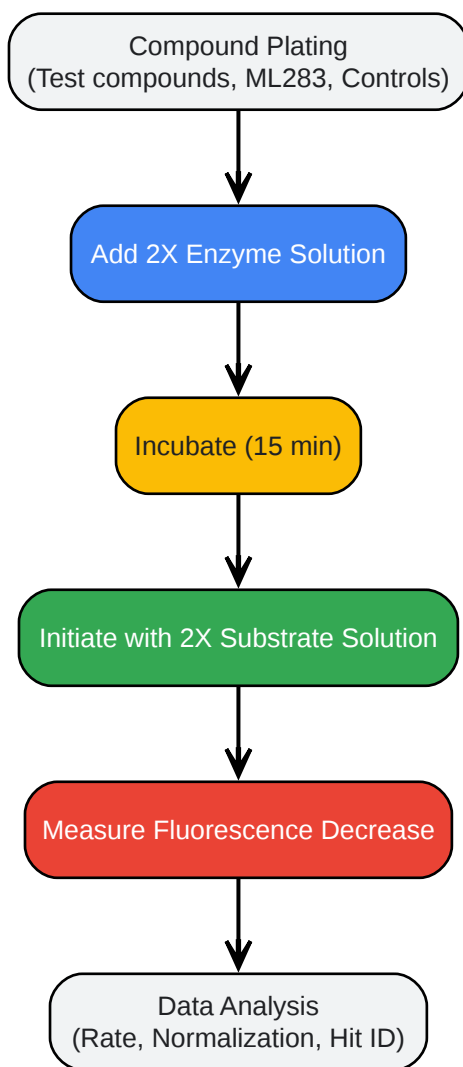 Compound Plating
(Test compounds, ML283, Controls)
Add 2X Enzyme Solution
Incubate (15 min)
Initiate with 2X Substrate Solution
Measure Fluorescence Decrease
Data Analysis
(Rate, Normalization, Hit ID)